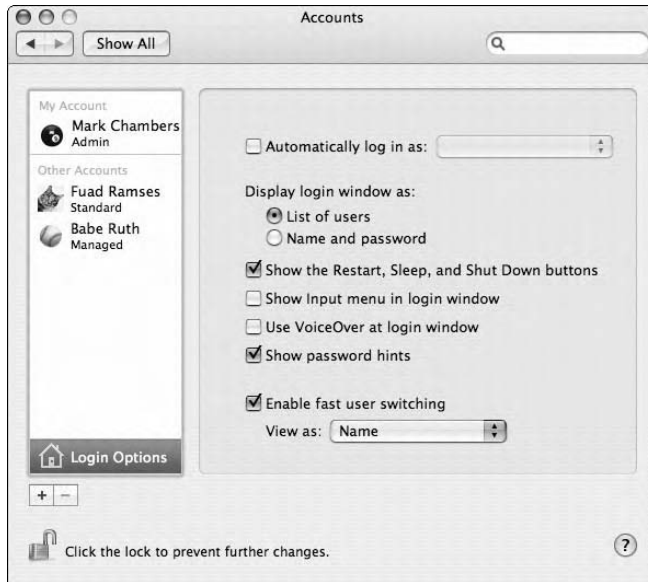 Accounts
Show All
My Account
Mark Chambers
Admin
Other Accounts
Fuad Ramses
Standard
Babe Ruth
Managed
Login Options
+ −
Automatically log in as:
Display login window as:
List of users
Name and password
Show the Restart, Sleep, and Shut Down buttons
Show Input menu in login window
Use VoiceOver at login window
Show password hints
Enable fast user switching
View as: Name
Click the lock to prevent further changes.
?